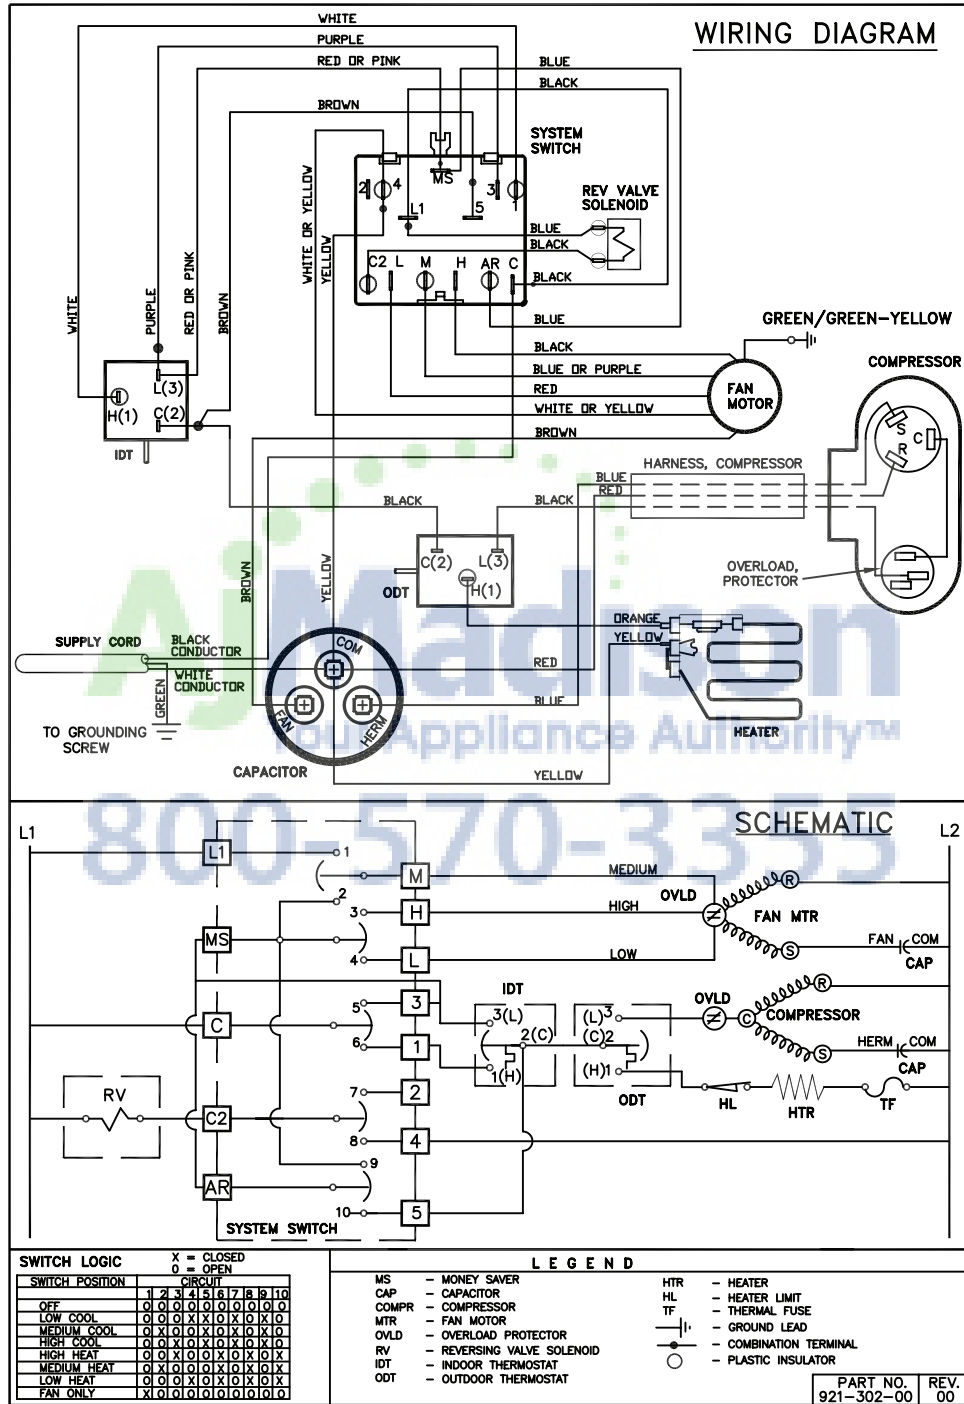 WIRING DIAGRAM
WHITE
PURPLE
RED OR PINK
BLUE
BLACK
BROWN
SYSTEM
SWITCH
MS
2
4
3
1
L1
5
REV VALVE
SOLENOID
BLUE
BLACK
C2
L
M
H
AR
C
BLACK
WHITE OR YELLOW
YELLOW
WHITE
PURPLE
RED OR PINK
BROWN
BLUE
GREEN/GREEN-YELLOW
BLACK
BLUE OR PURPLE
RED
WHITE OR YELLOW
BROWN
FAN
MOTOR
COMPRESSOR
L(3)
H(1)
C(2)
IDT
S
C
R
HARNESS, COMPRESSOR
BLUE
RED
BLACK
BLACK
C(2)
L(3)
H(1)
ODT
OVERLOAD,
PROTECTOR
BROWN
YELLOW
ORANGE
YELLOW
SUPPLY CORD
BLACK
CONDUCTOR
WHITE
CONDUCTOR
GREEN
TO GROUNDING
SCREW
COM
FAN
HERM
CAPACITOR
RED
BLUE
HEATER
YELLOW
AjMadison
Your Appliance Authority™
800-570-3355
SCHEMATIC
L1
L2
L1
1
M
MEDIUM
OVLD
R
2
3
H
HIGH
FAN MTR
MS
4
L
LOW
S
FAN
COM
CAP
IDT
5
3
3(L)
(L)3
OVLD
R
C
6
1
2(C)
(C)2
C
COMPRESSOR
1(H)
(H)1
S
HERM
COM
CAP
RV
7
2
ODT
HL
HTR
TF
C2
8
4
9
AR
10
5
SYSTEM SWITCH
SWITCH LOGIC
X = CLOSED
O = OPEN
SWITCH POSITION CIRCUIT
1 2 3 4 5 6 7 8 9 10
OFF O O O O O O O O O O
LOW COOL O O O X X O X O X O
MEDIUM COOL O X O O X O X O X O
HIGH COOL O O X O X O X O X O
HIGH HEAT O O X O O X O X O X
MEDIUM HEAT O X O O O X O X O X
LOW HEAT O O O X O X O X O X
FAN ONLY X O O O O O O O O O
LEGEND
MS - MONEY SAVER
CAP - CAPACITOR
COMPR - COMPRESSOR
MTR - FAN MOTOR
OVLD - OVERLOAD PROTECTOR
RV - REVERSING VALVE SOLENOID
IDT - INDOOR THERMOSTAT
ODT - OUTDOOR THERMOSTAT
HTR - HEATER
HL - HEATER LIMIT
TF - THERMAL FUSE
- GROUND LEAD
- COMBINATION TERMINAL
- PLASTIC INSULATOR
PART NO. REV.
921-302-00 00